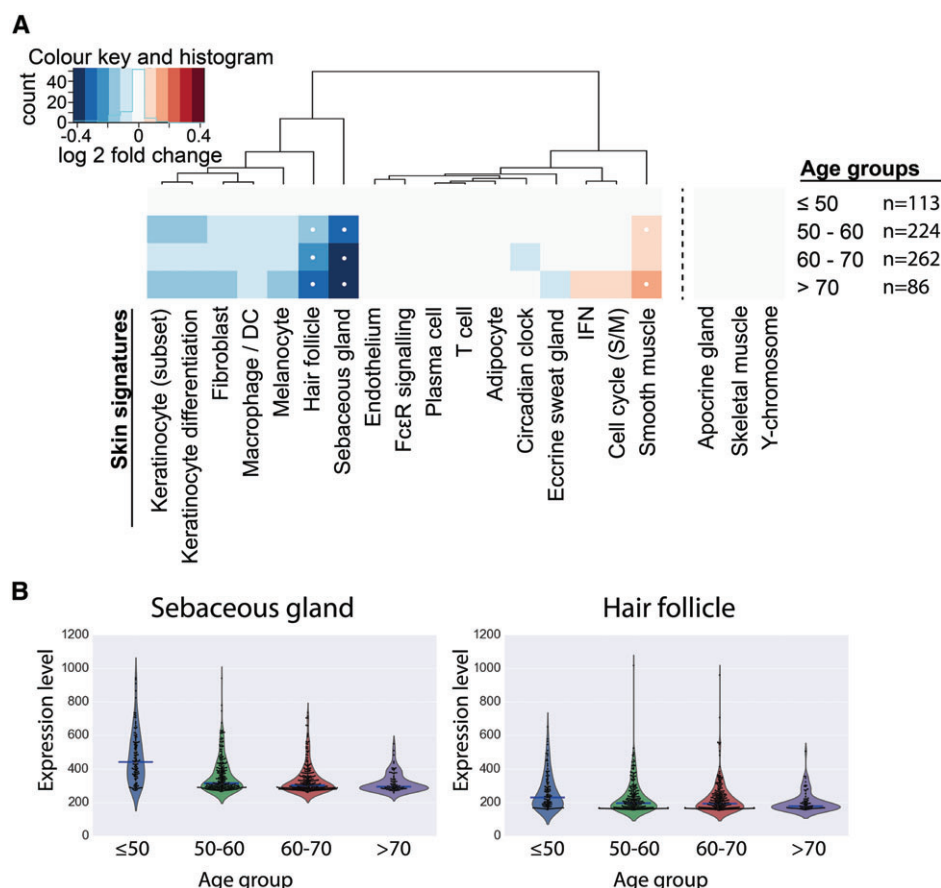 A
Colour key and histogram
count
40
20
0
-0.4
0
0.4
log 2 fold change
Age groups
≤ 50 n=113
50 - 60 n=224
60 - 70 n=262
> 70 n=86
Skin signatures
Keratinocyte (subset)
Keratinocyte differentiation
Fibroblast
Macrophage / DC
Melanocyte
Hair follicle
Sebaceous gland
Endothelium
FcεR signalling
Plasma cell
T cell
Adipocyte
Circadian clock
Eccrine sweat gland
IFN
Cell cycle (S/M)
Smooth muscle
Apocrine gland
Skeletal muscle
Y-chromosome
B
Sebaceous gland
Expression level
1200
1000
800
600
400
200
0
≤50 50-60 60-70 >70
Age group
Hair follicle
Expression level
1200
1000
800
600
400
200
0
≤50 50-60 60-70 >70
Age group